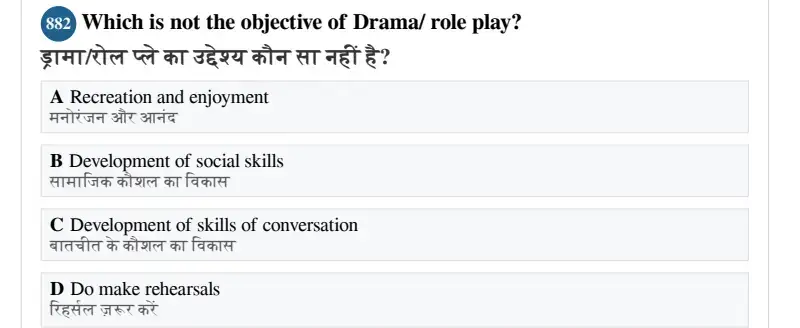 882 Which is not the objective of Drama/ role play?
ड्रामा/रोल प्ले का उद्देश्य कौन सा नहीं है?
A Recreation and enjoyment
मनोरंजन और आनंद
B Development of social skills
सामाजिक कौशल का विकास
C Development of skills of conversation
बातचीत के कौशल का विकास
D Do make rehearsals
रिहर्सल ज़रूर करें